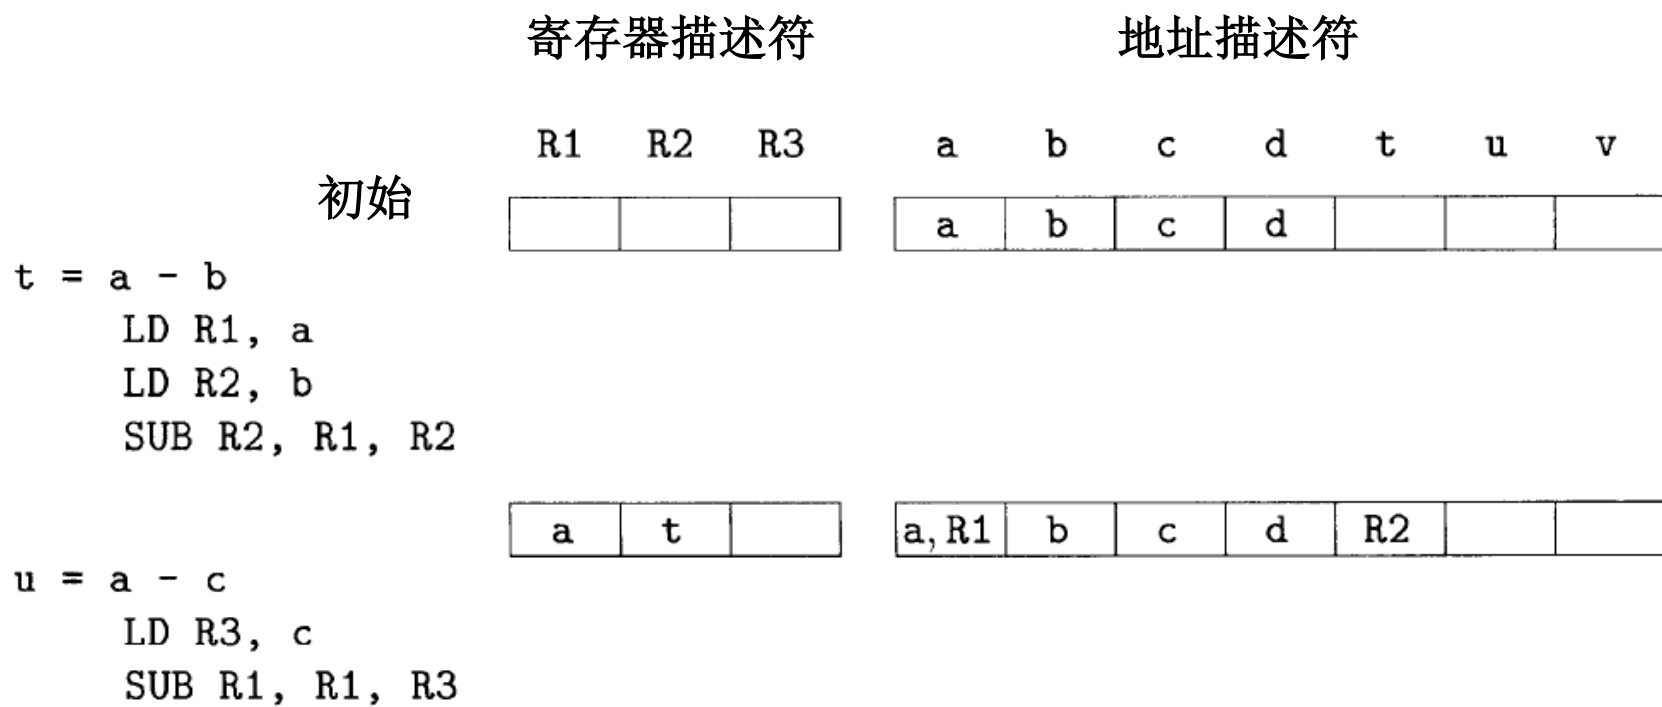 寄存器描述符 地址描述符
R1 R2 R3 a b c d t u v
初始
a b c d
t = a - b
LD R1, a
LD R2, b
SUB R2, R1, R2
a t a,R1 b c d R2
u = a - c
LD R3, c
SUB R1, R1, R3